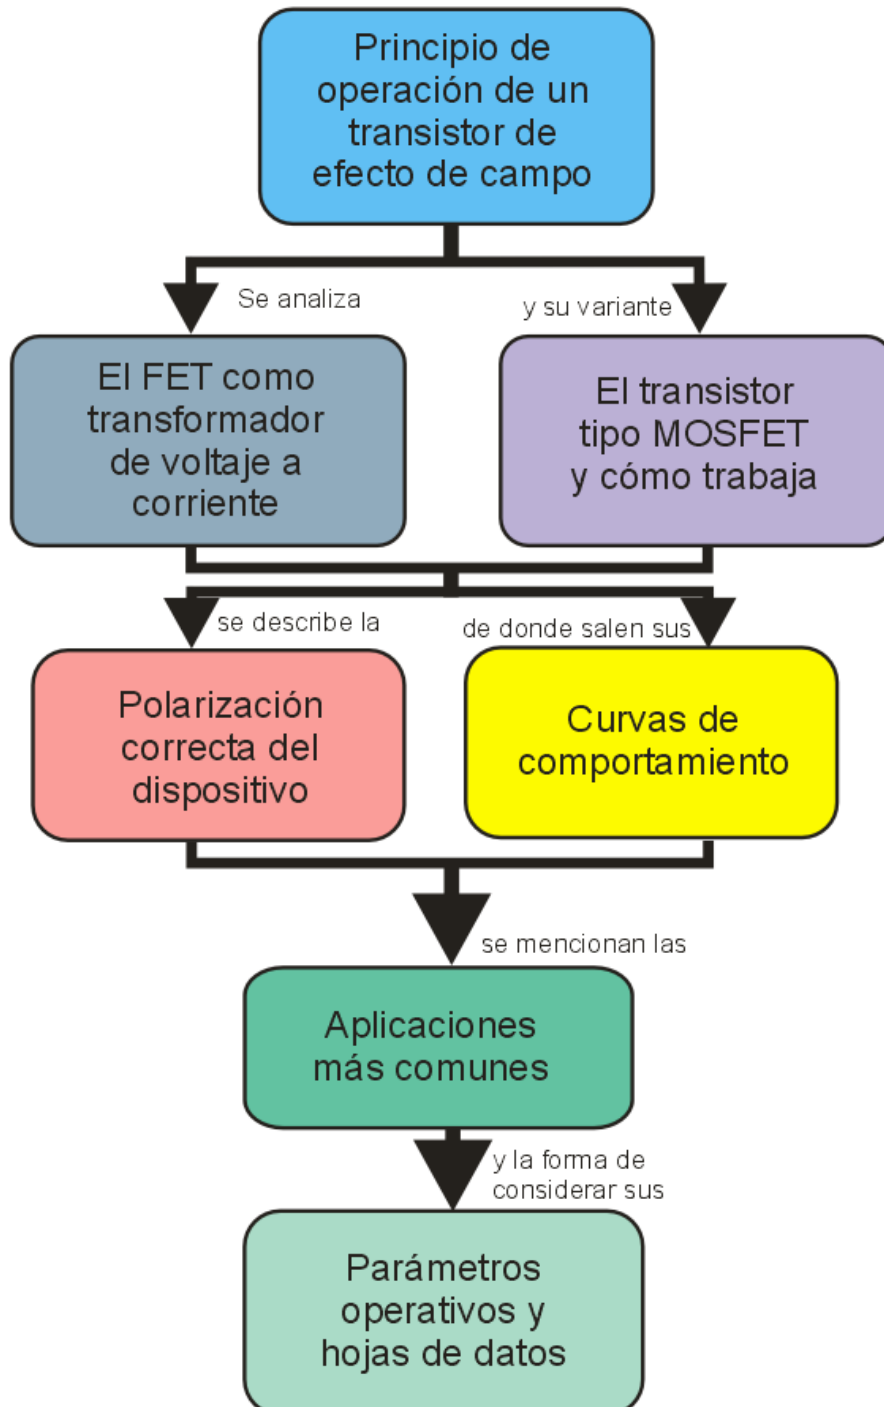 Principio de
operación de un
transistor de
efecto de campo
Se analiza
y su variante
El FET como
transformador
de voltaje a
corriente
El transistor
tipo MOSFET
y cómo trabaja
se describe la
de donde salen sus
Polarización
correcta del
dispositivo
Curvas de
comportamiento
se mencionan las
Aplicaciones
más comunes
y la forma de
considerar sus
Parámetros
operativos y
hojas de datos